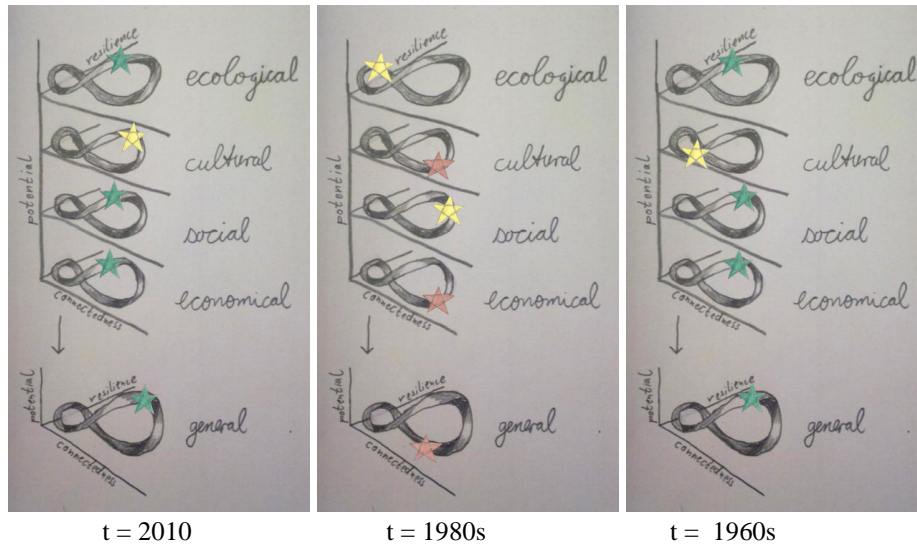 resilience
ecological
cultural
potential
social
economical
connectedness
potential
resilience
general
connectedness
t = 2010
resilience
ecological
cultural
potential
social
economical
connectedness
potential
resilience
general
connectedness
t = 1980s
resilience
ecological
cultural
potential
social
economical
connectedness
potential
resilience
general
connectedness
t = 1960s